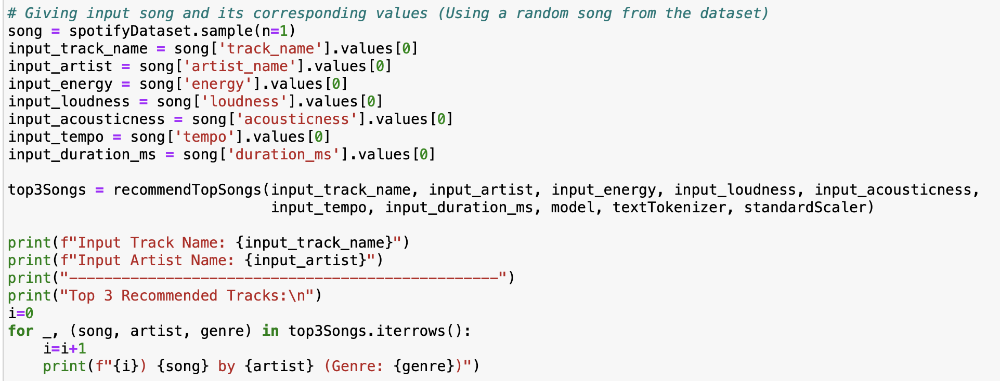 # Giving input song and its corresponding values (Using a random song from the dataset)
song = spotifyDataset.sample(n=1)
input_track_name = song['track_name'].values[0]
input_artist = song['artist_name'].values[0]
input_energy = song['energy'].values[0]
input_loudness = song['loudness'].values[0]
input_acousticness = song['acousticness'].values[0]
input_tempo = song['tempo'].values[0]
input_duration_ms = song['duration_ms'].values[0]

top3Songs = recommendTopSongs(input_track_name, input_artist, input_energy, input_loudness, input_acousticness,
                              input_tempo, input_duration_ms, model, textTokenizer, standardScaler)

print(f"Input Track Name: {input_track_name}")
print(f"Input Artist Name: {input_artist}")
print("-------------------------------------------------")
print("Top 3 Recommended Tracks:\n")
i=0
for _, (song, artist, genre) in top3Songs.iterrows():
    i=i+1
    print(f"{i}) {song} by {artist} (Genre: {genre})")